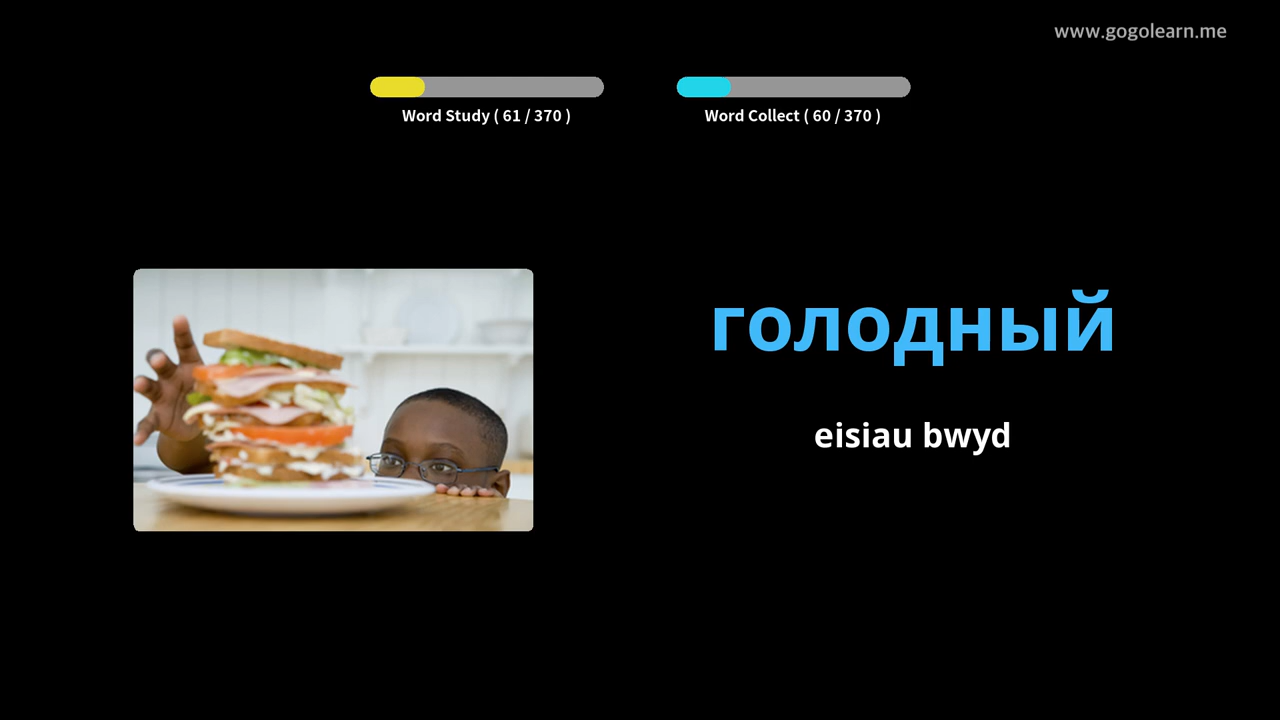 www.gogolearn.me
Word Study ( 61 / 370 )
Word Collect ( 60 / 370 )
голодный
eisiau bwyd